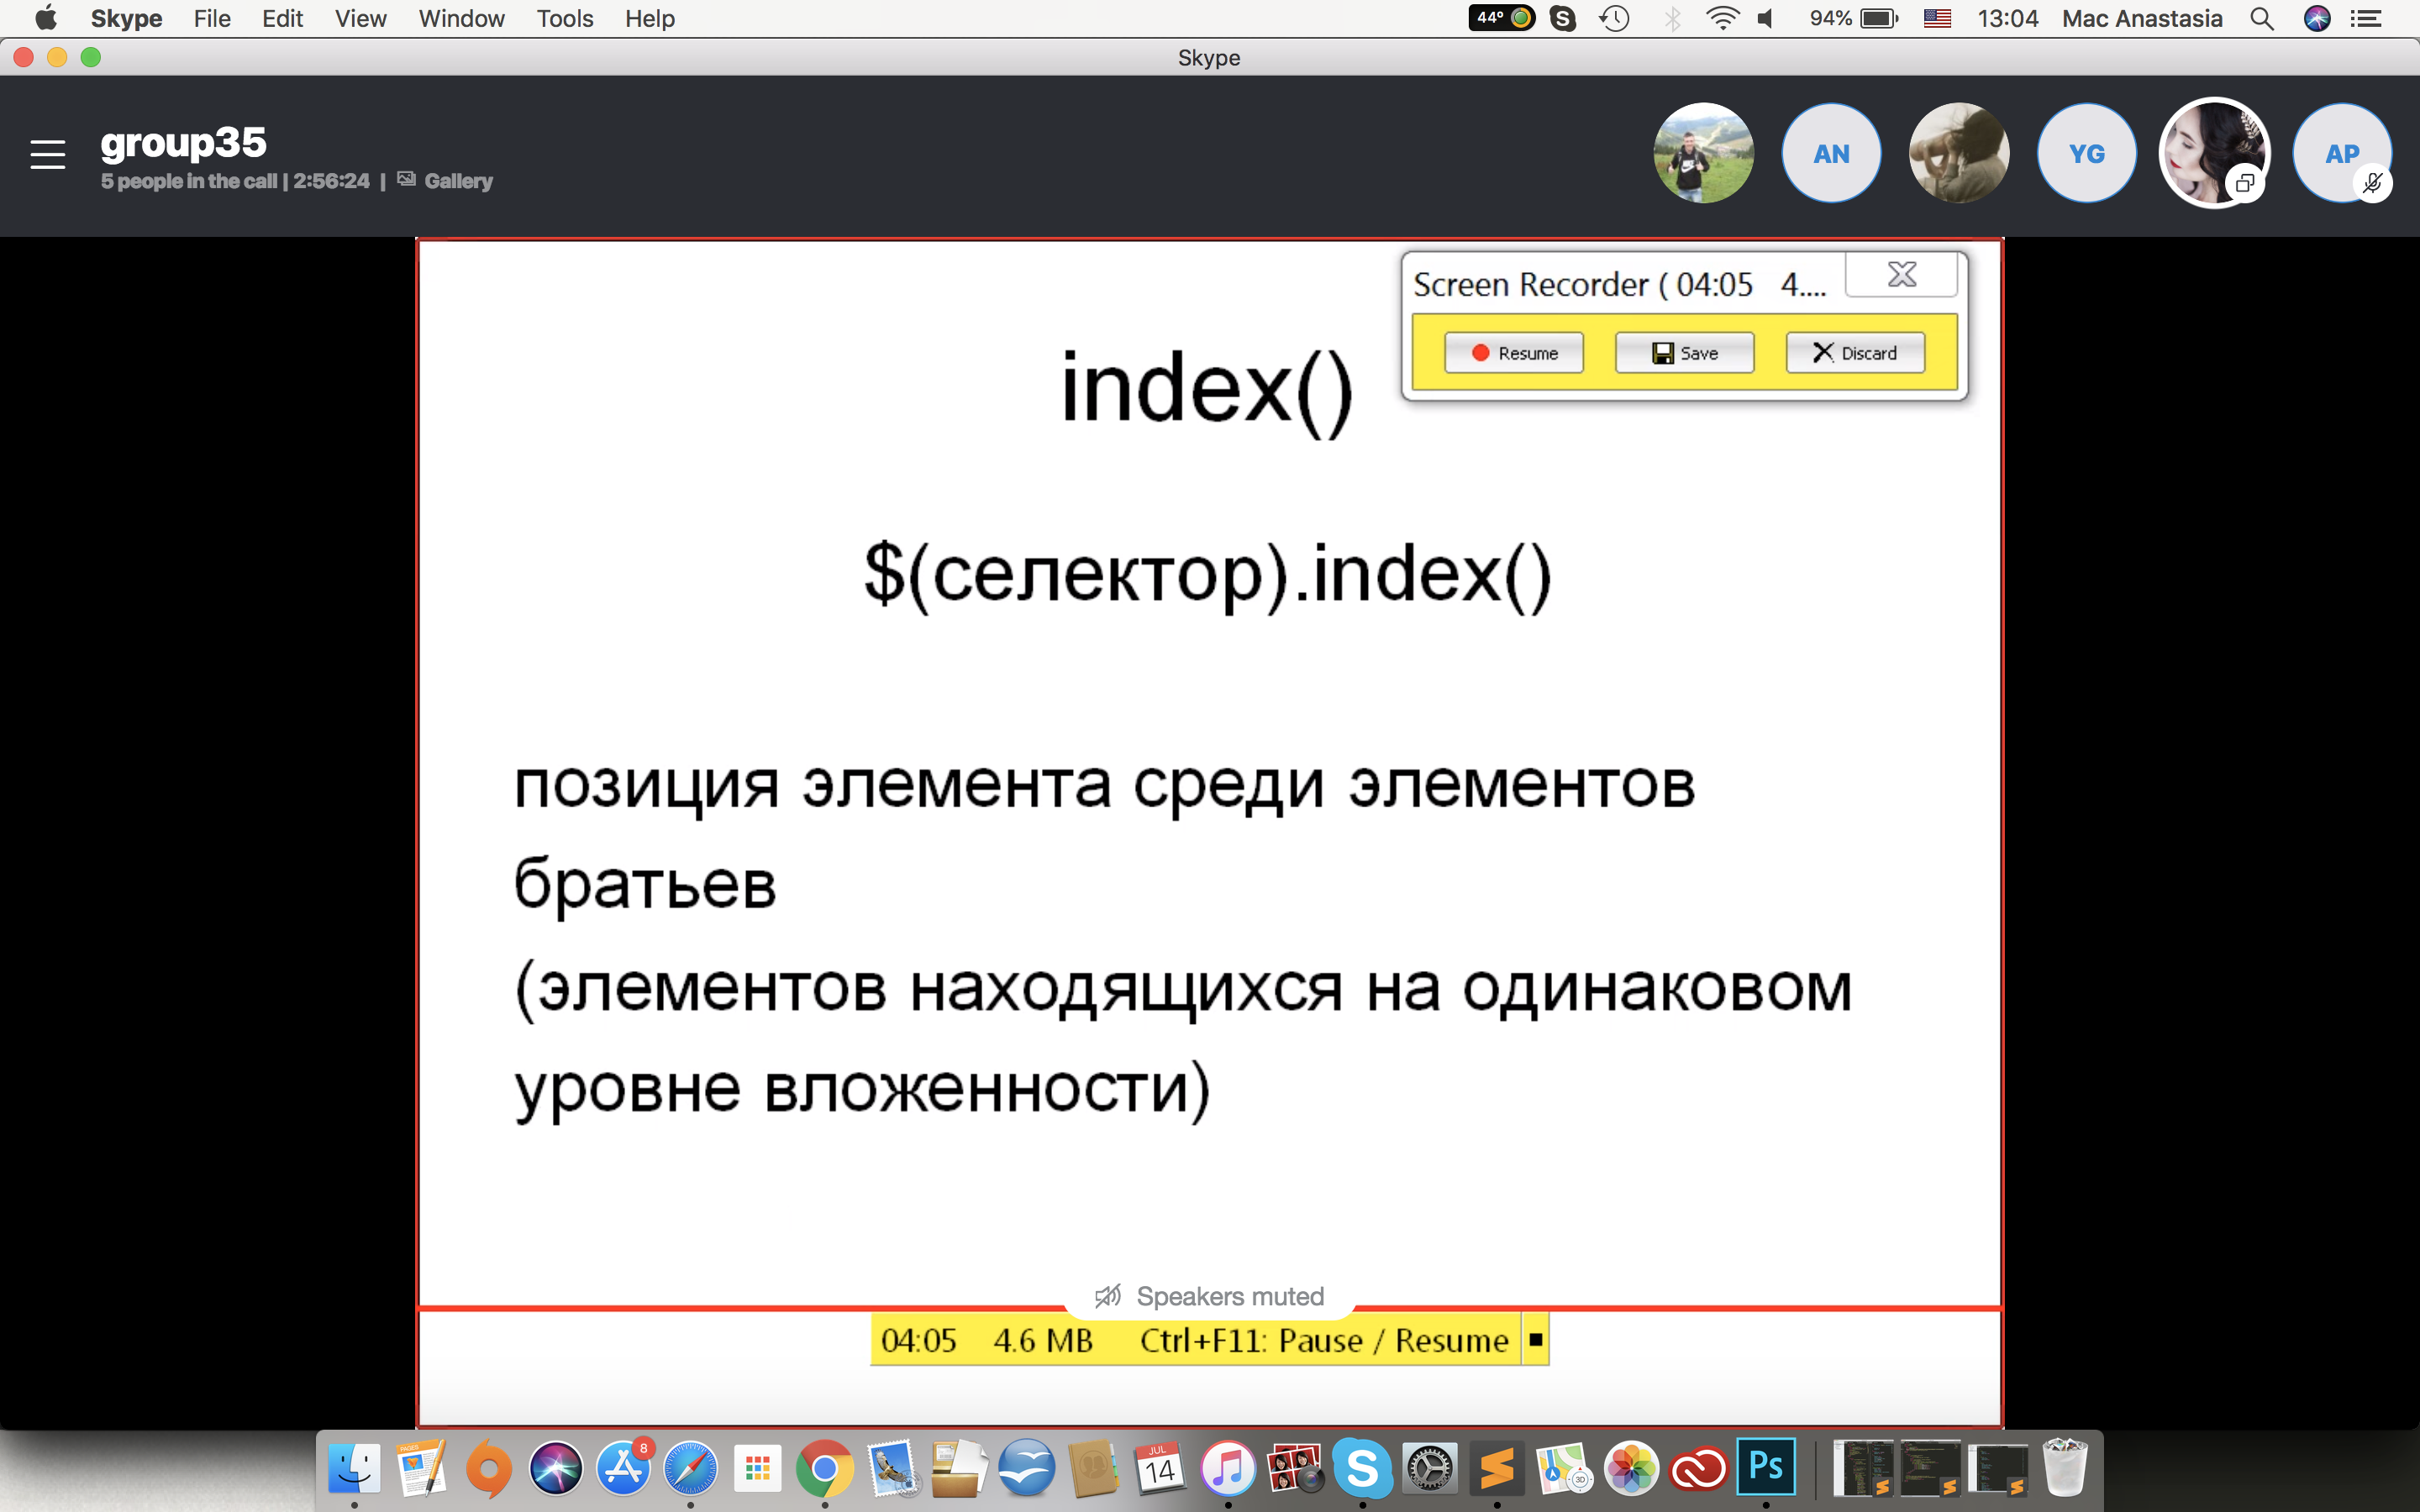 Skype File Edit View Window Tools Help 44° 94% 13:04 Mac Anastasia
Skype
group35
5 people in the call | 2:56:24 | Gallery
AN YG AP
Screen Recorder ( 04:05 4....
Resume Save Discard
index()
$(селектор).index()
позиция элемента среди элементов
братьев
(элементов находящихся на одинаковом
уровне вложенности)
Speakers muted
04:05 4.6 MB Ctrl+F11: Pause / Resume
PAGES 8 JUL 14 3D Ps